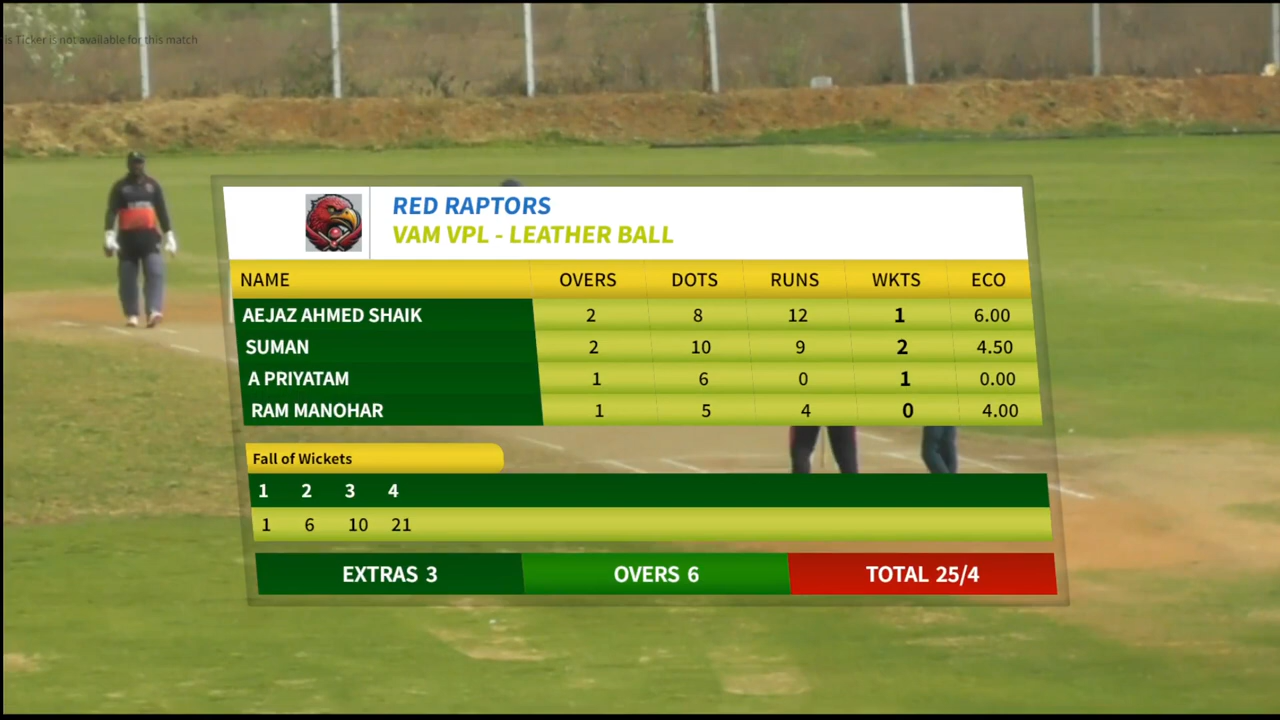 is Ticker is not available for this match
RED RAPTORS
VAM VPL - LEATHER BALL
NAME OVERS DOTS RUNS WKTS ECO
AEJAZ AHMED SHAIK 2 8 12 1 6.00
SUMAN 2 10 9 2 4.50
A PRIYATAM 1 6 0 1 0.00
RAM MANOHAR 1 5 4 0 4.00
Fall of Wickets
1 2 3 4
1 6 10 21
EXTRAS 3 OVERS 6 TOTAL 25/4